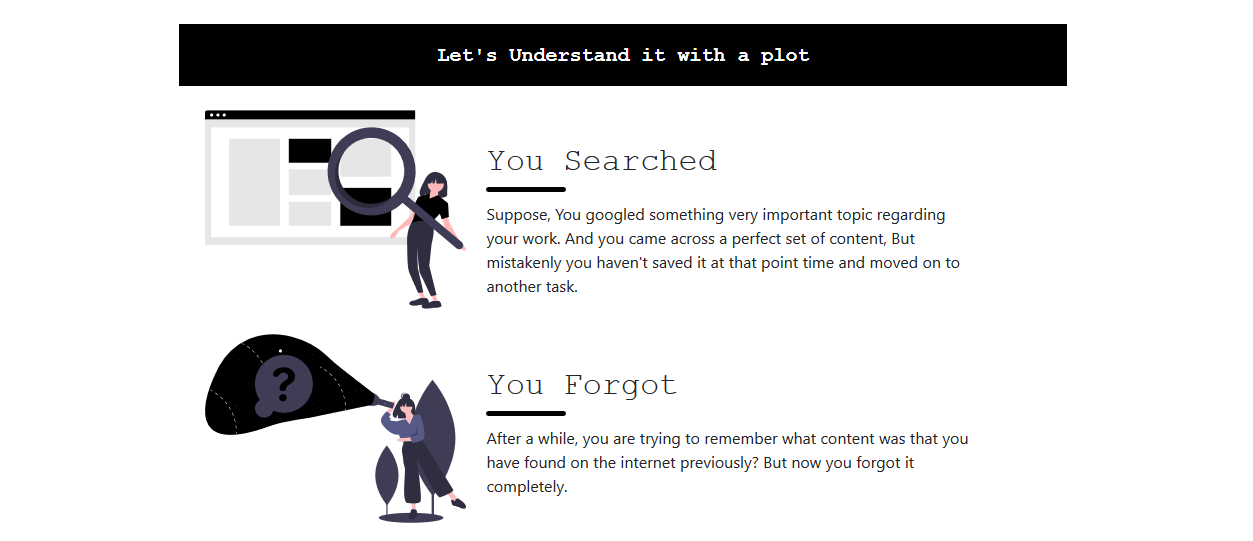 Let's Understand it with a plot
You Searched
Suppose, You googled something very important topic regarding
your work. And you came across a perfect set of content, But
mistakenly you haven't saved it at that point time and moved on to
another task.
?
You Forgot
After a while, you are trying to remember what content was that you
have found on the internet previously? But now you forgot it
completely.